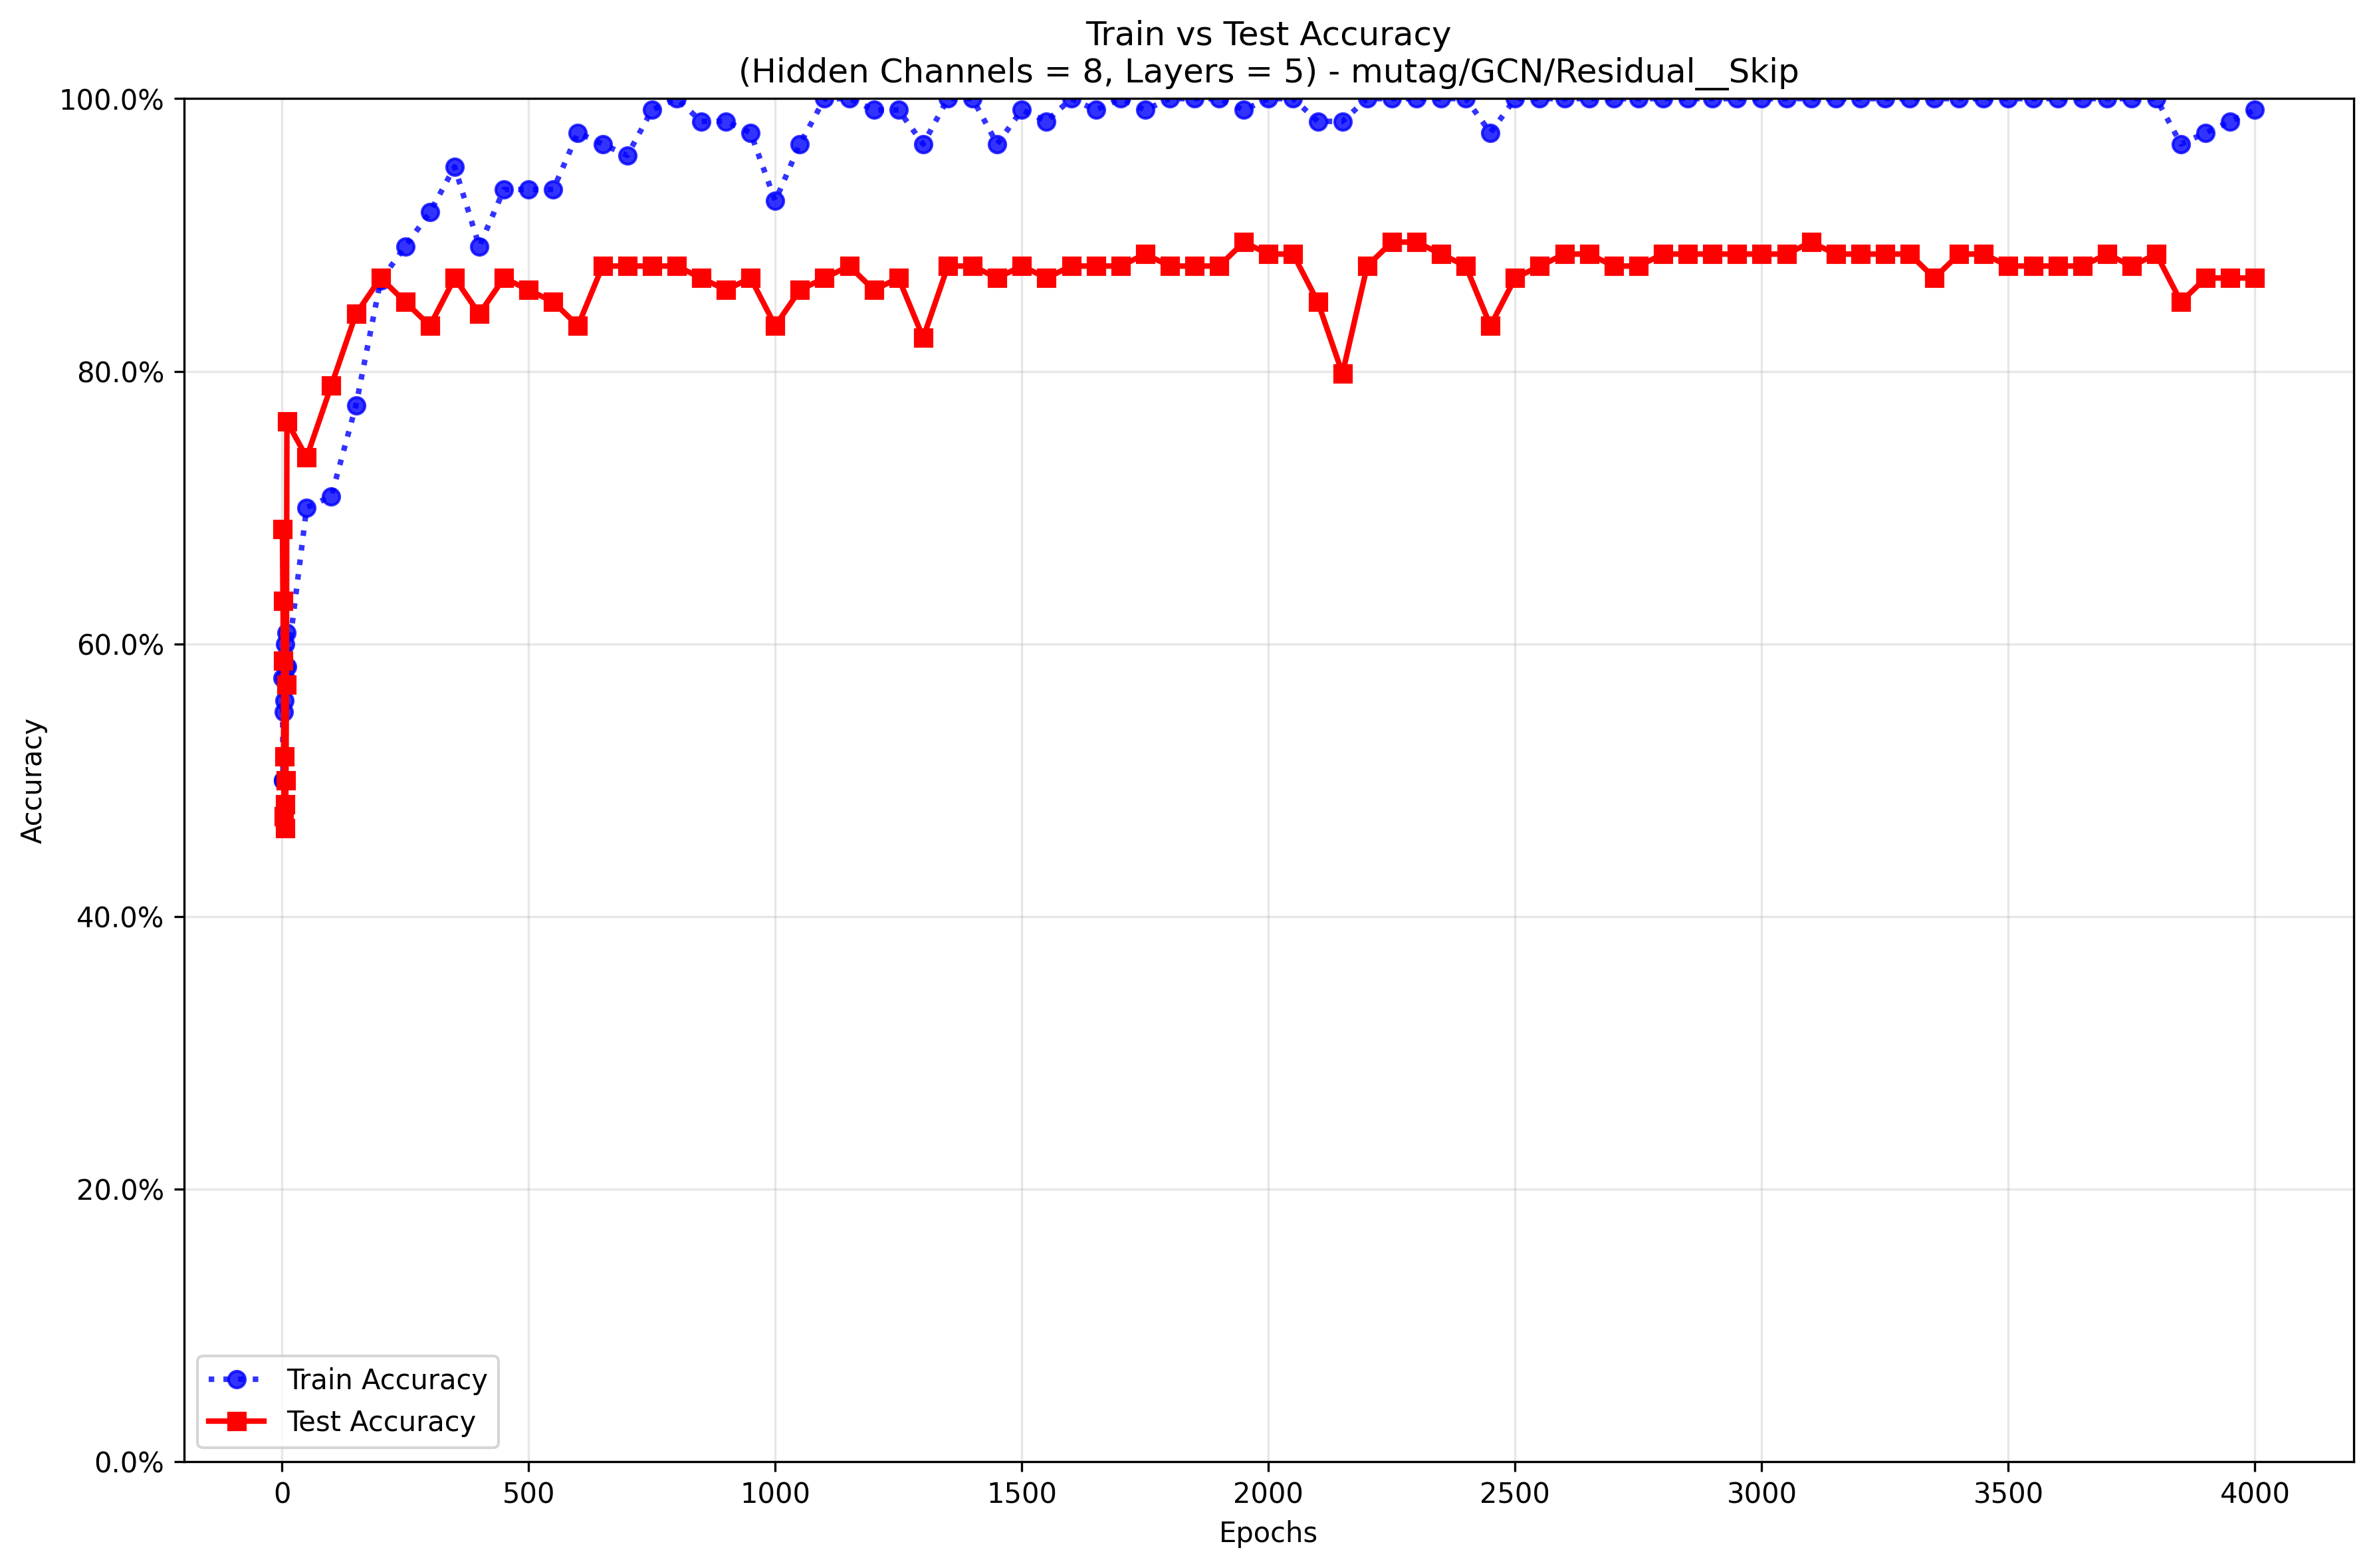 Train vs Test Accuracy
(Hidden Channels = 8, Layers = 5) - mutag/GCN/Residual__Skip
100.0%
80.0%
60.0%
40.0%
20.0%
0.0%
Accuracy
Train Accuracy
Test Accuracy
0 500 1000 1500 2000 2500 3000 3500 4000
Epochs